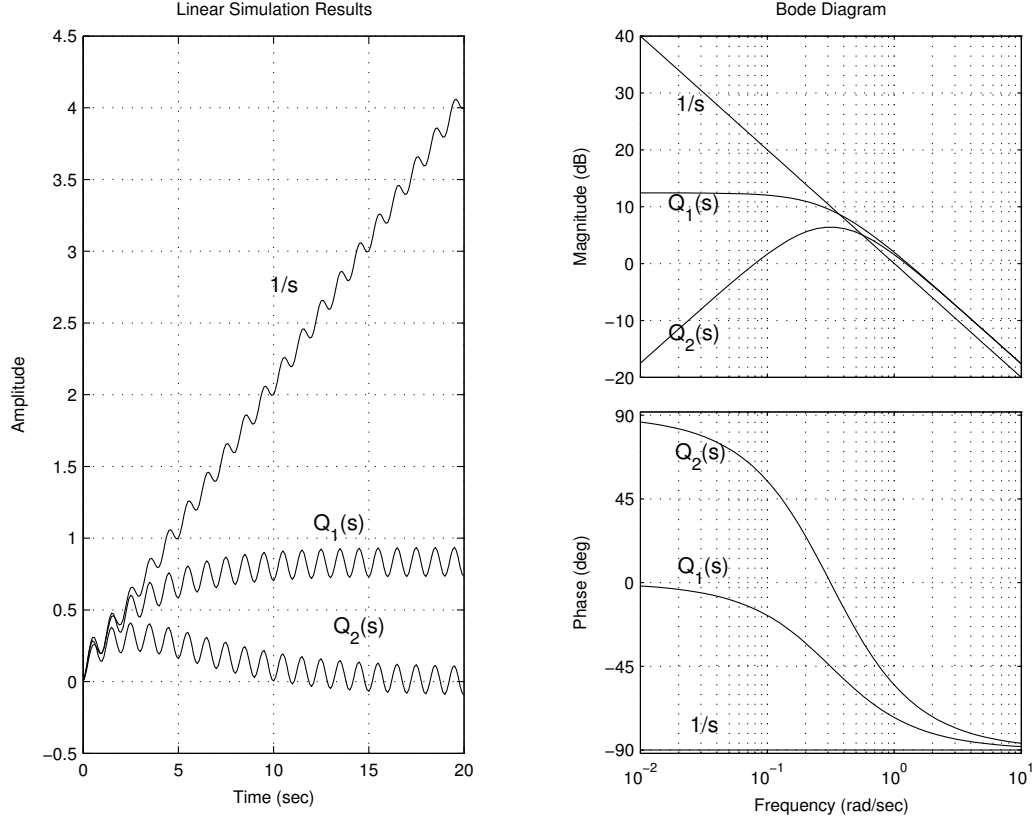 Linear Simulation Results
4.5
4
3.5
3
2.5
2
1.5
1
0.5
0
−0.5
Amplitude
1/s
Q1(s)
Q2(s)
0
5
10
15
20
Time (sec)
Bode Diagram
40
30
20
10
0
−10
−20
Magnitude (dB)
1/s
Q1(s)
Q2(s)
90
45
0
−45
−90
Phase (deg)
Q2(s)
Q1(s)
1/s
10−2
10−1
100
101
Frequency (rad/sec)